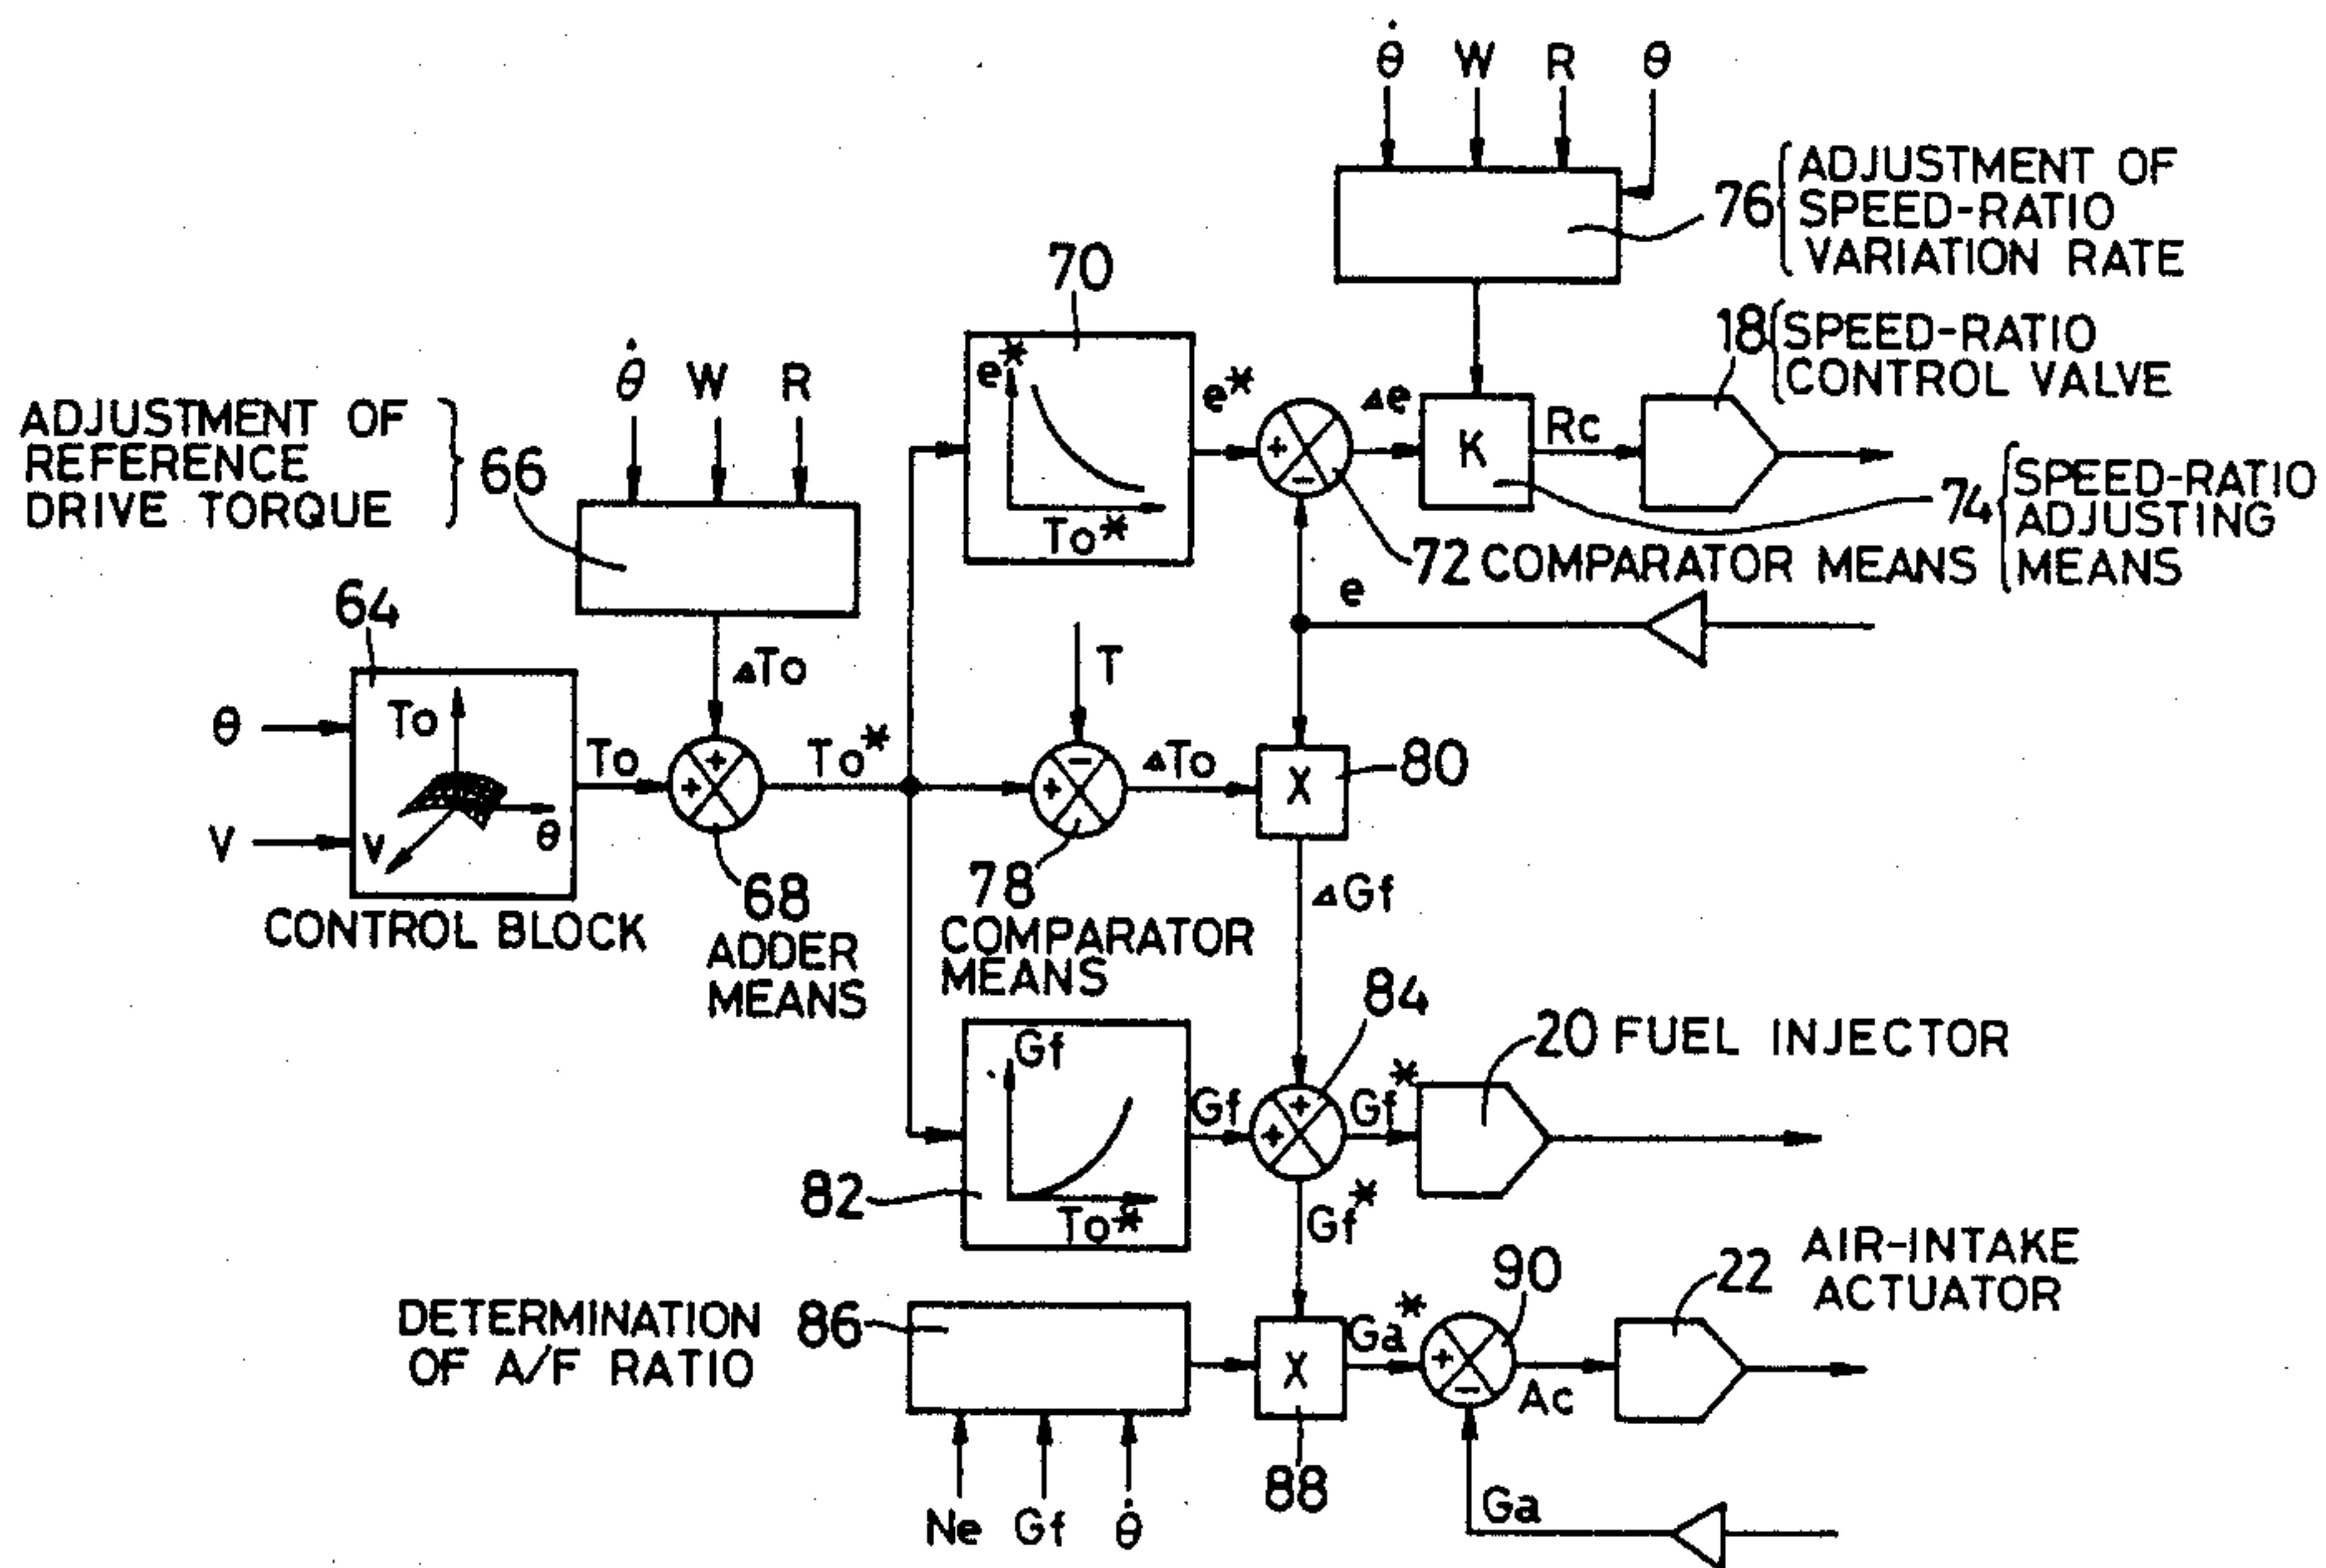 θ̇ W R θ
76 ADJUSTMENT OF
SPEED-RATIO
VARIATION RATE
70
18 SPEED-RATIO
CONTROL VALVE
θ̇ W R
ADJUSTMENT OF
REFERENCE
DRIVE TORQUE
66
e*
To*
e*
+
−
Δe
K
Rc
74 SPEED-RATIO
ADJUSTING
MEANS
72 COMPARATOR MEANS
e
64
ΔTo
T
θ
V
To
V
θ
To
+
+
To*
+
−
ΔTo
X
80
CONTROL BLOCK
68
ADDER
MEANS
78
COMPARATOR
MEANS
ΔGf
84
20 FUEL INJECTOR
Gf
To*
82
Gf
+
+
Gf*
Gf*
DETERMINATION
OF A/F RATIO
86
X
88
Ga*
90
+
−
Ac
22 AIR-INTAKE
ACTUATOR
Ne Gf θ̇
Ga